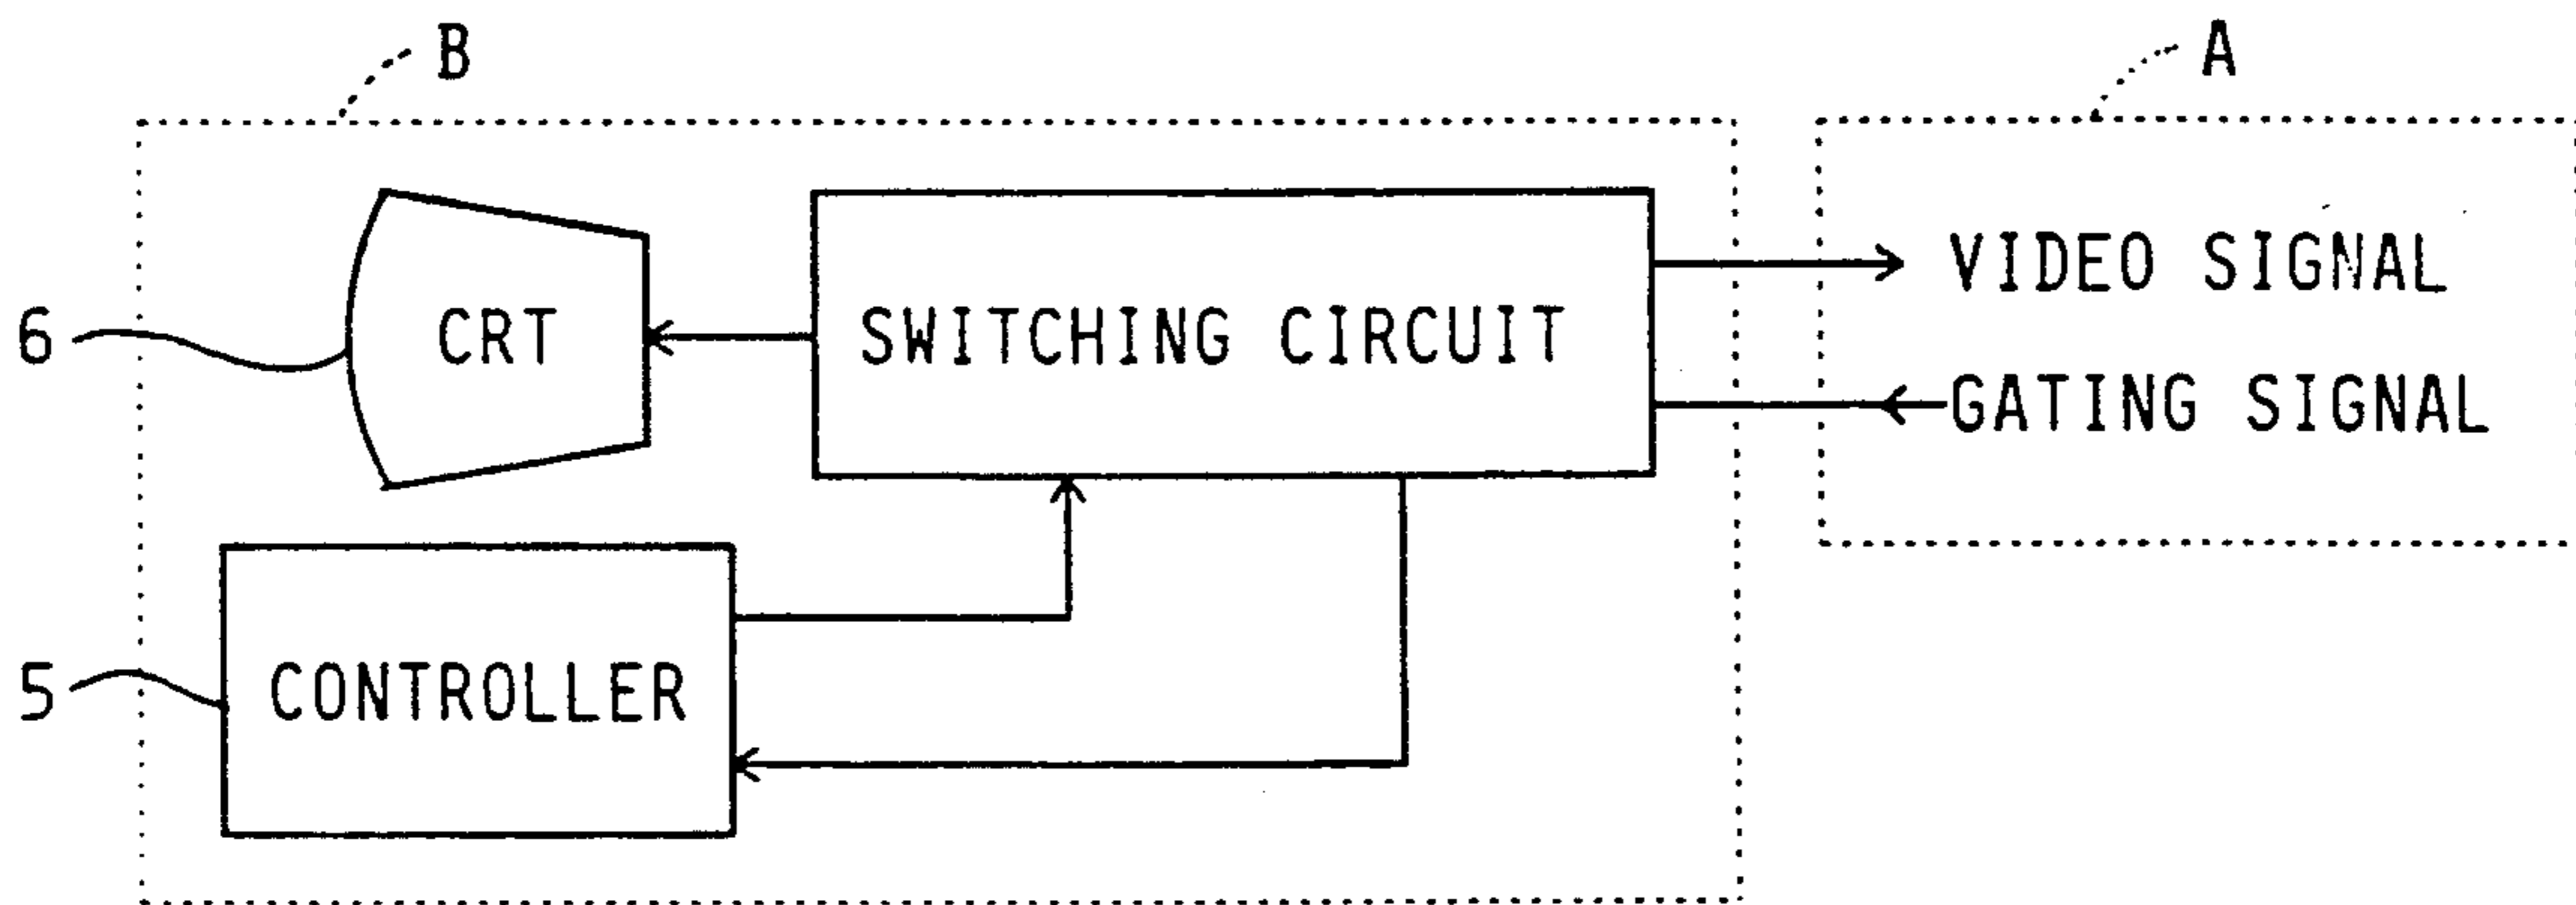 B
A
6
CRT
SWITCHING CIRCUIT
VIDEO SIGNAL
GATING SIGNAL
5
CONTROLLER